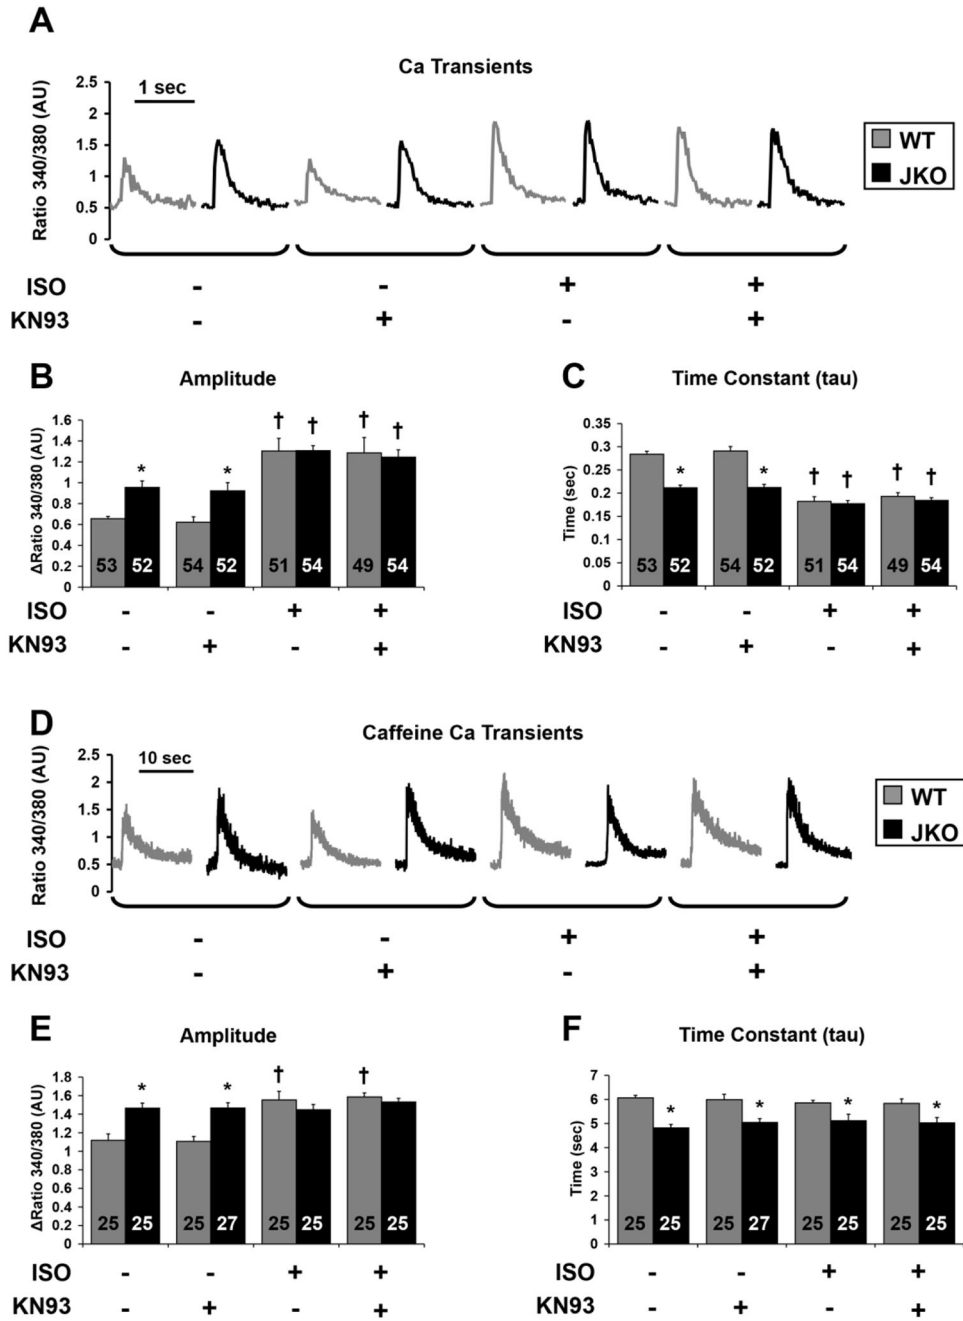 A
Ca Transients
Ratio 340/380 (AU)
2.5
2
1.5
1
0.5
0
1 sec
WT
JKO
ISO - - + +
KN93 - + - +
B
Amplitude
ΔRatio 340/380 (AU)
1.6
1.4
1.2
1
0.8
0.6
0.4
0.2
0
* * † † † †
53 52 54 52 51 54 49 54
ISO - - + +
KN93 - + - +
C
Time Constant (tau)
Time (sec)
0.35
0.3
0.25
0.2
0.15
0.1
0.05
0
* * † † † †
53 52 54 52 51 54 49 54
ISO - - + +
KN93 - + - +
D
Caffeine Ca Transients
Ratio 340/380 (AU)
2.5
2
1.5
1
0.5
0
10 sec
WT
JKO
ISO - - + +
KN93 - + - +
E
Amplitude
ΔRatio 340/380 (AU)
1.8
1.6
1.4
1.2
1
0.8
0.6
0.4
0.2
0
* * † †
25 25 25 27 25 25 25 25
ISO - - + +
KN93 - + - +
F
Time Constant (tau)
Time (sec)
7
6
5
4
3
2
1
0
* * * *
25 25 25 27 25 25 25 25
ISO - - + +
KN93 - + - +